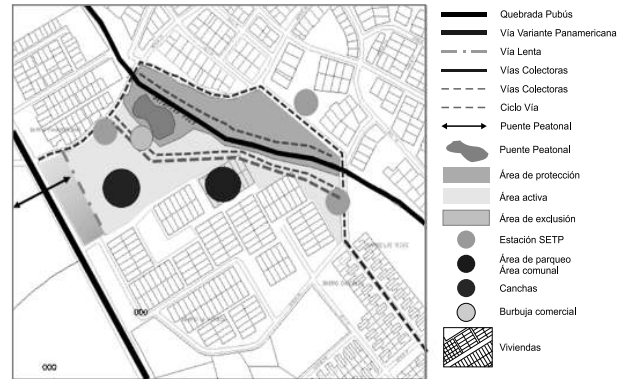 Quebrada Pubús
Vía Variante Panamericana
Vía Lenta
Vías Colectoras
Vías Colectoras
Ciclo Vía
Puente Peatonal
Puente Peatonal
Área de protección
Área activa
Área de exclusión
Estación SETP
Área de parqueo
Área comunal
Canchas
Burbuja comercial
Viviendas